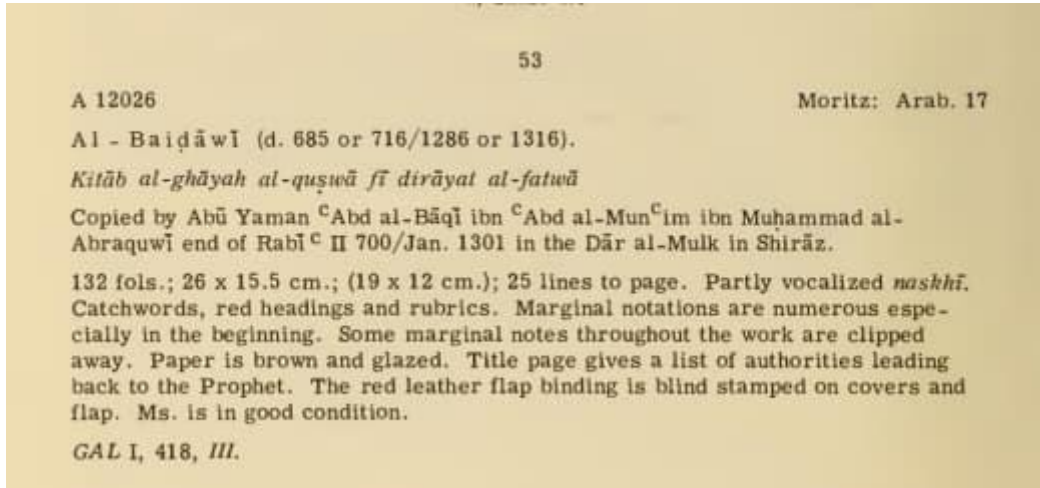 53
A 12026 Moritz: Arab. 17
Al - Baiḍāwī (d. 685 or 716/1286 or 1316).
Kitāb al-ghāyah al-quṣwā fī dirāyat al-fatwā
Copied by Abū Yaman ᶜAbd al-Bāqī ibn ᶜAbd al-Munᶜim ibn Muḥammad al-
Abraquwī end of Rabīᶜ II 700/Jan. 1301 in the Dār al-Mulk in Shīrāz.
132 fols.; 26 x 15.5 cm.; (19 x 12 cm.); 25 lines to page. Partly vocalized naskhī.
Catchwords, red headings and rubrics. Marginal notations are numerous espe-
cially in the beginning. Some marginal notes throughout the work are clipped
away. Paper is brown and glazed. Title page gives a list of authorities leading
back to the Prophet. The red leather flap binding is blind stamped on covers and
flap. Ms. is in good condition.
GAL I, 418, III.